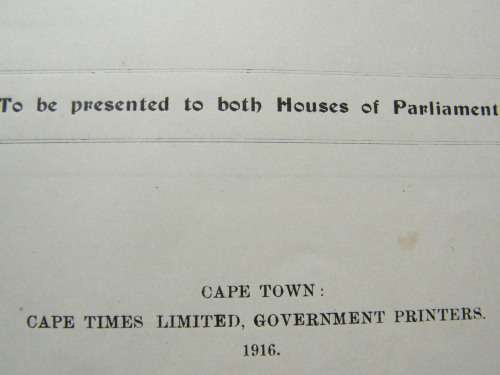 To be presented to both Houses of Parliament
CAPE TOWN:
CAPE TIMES LIMITED, GOVERNMENT PRINTERS.
1916.